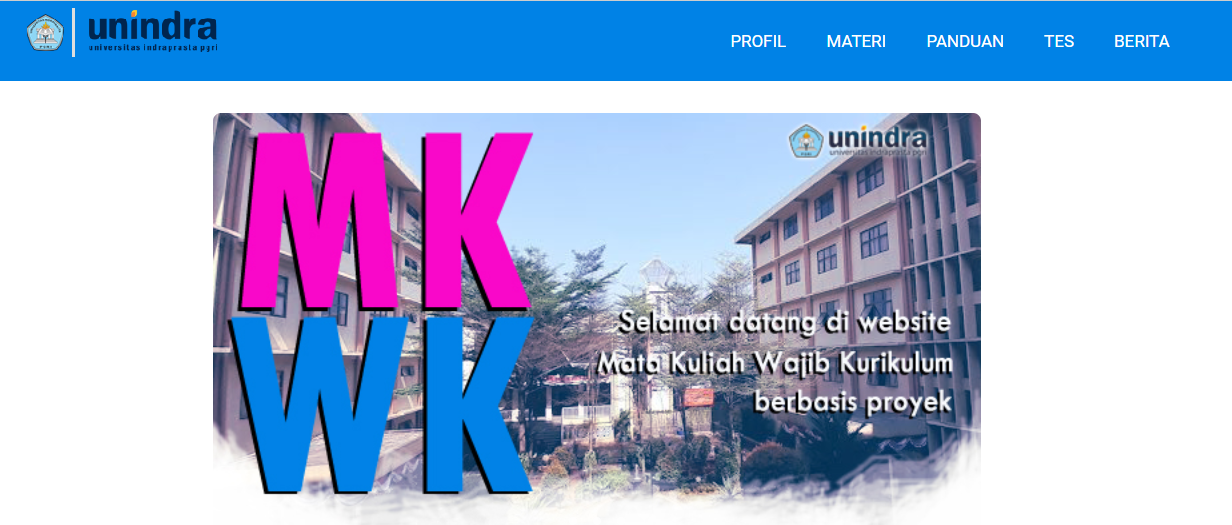 unindra
universitas indraprasta pgri
PROFIL MATERI PANDUAN TES BERITA
MK
WK
unindra
universitas indraprasta pgri
Selamat datang di website
Mata Kuliah Wajib Kurikulum
berbasis proyek